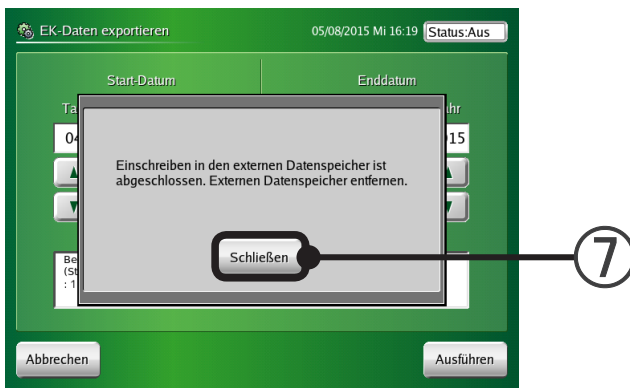 EK-Daten exportieren 05/08/2015 Mi 16:19 Status:Aus
Start-Datum Enddatum
Einschreiben in den externen Datenspeicher ist
abgeschlossen. Externen Datenspeicher entfernen.
Schließen 7
Abbrechen Ausführen